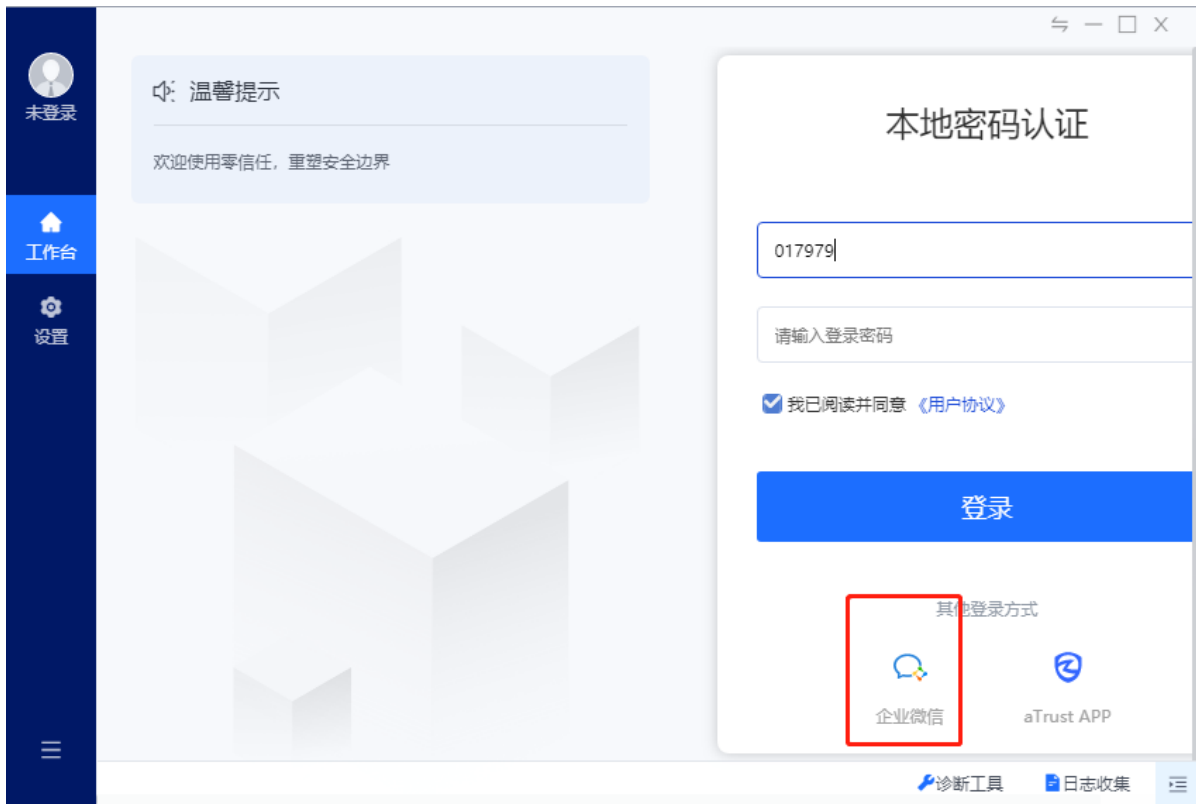 未登录
工作台
设置
温馨提示
欢迎使用零信任，重塑安全边界
本地密码认证
017979
请输入登录密码
我已阅读并同意 《用户协议》
登录
其他登录方式
企业微信
aTrust APP
诊断工具
日志收集